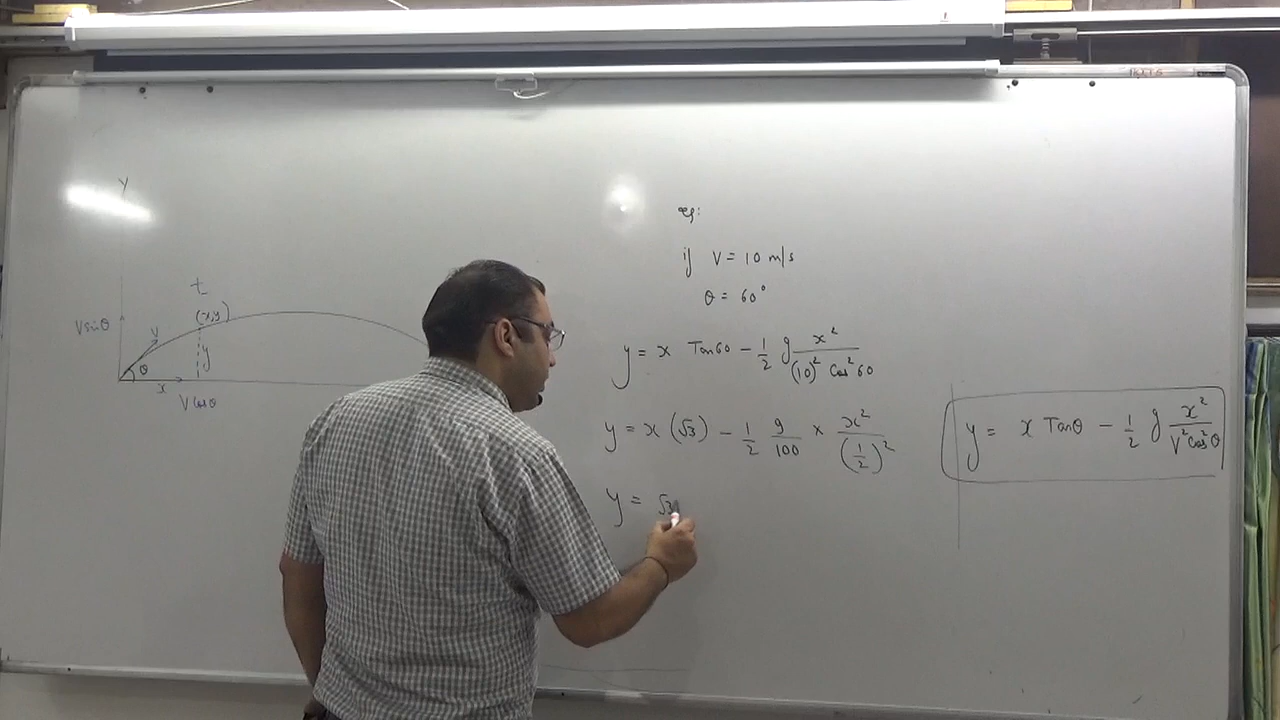 Y
t
(x,y)
Vsinθ
V
θ
y
x
VCosθ
eg:
if V = 10 m/s
θ = 60°
y = x Tan60 − 1/2 g x²/((10)² Cos²60)
y = x (√3) − 1/2 g/100 × x²/(1/2)²
y = √3
y = x Tanθ − 1/2 g x²/(V²Cos²θ)